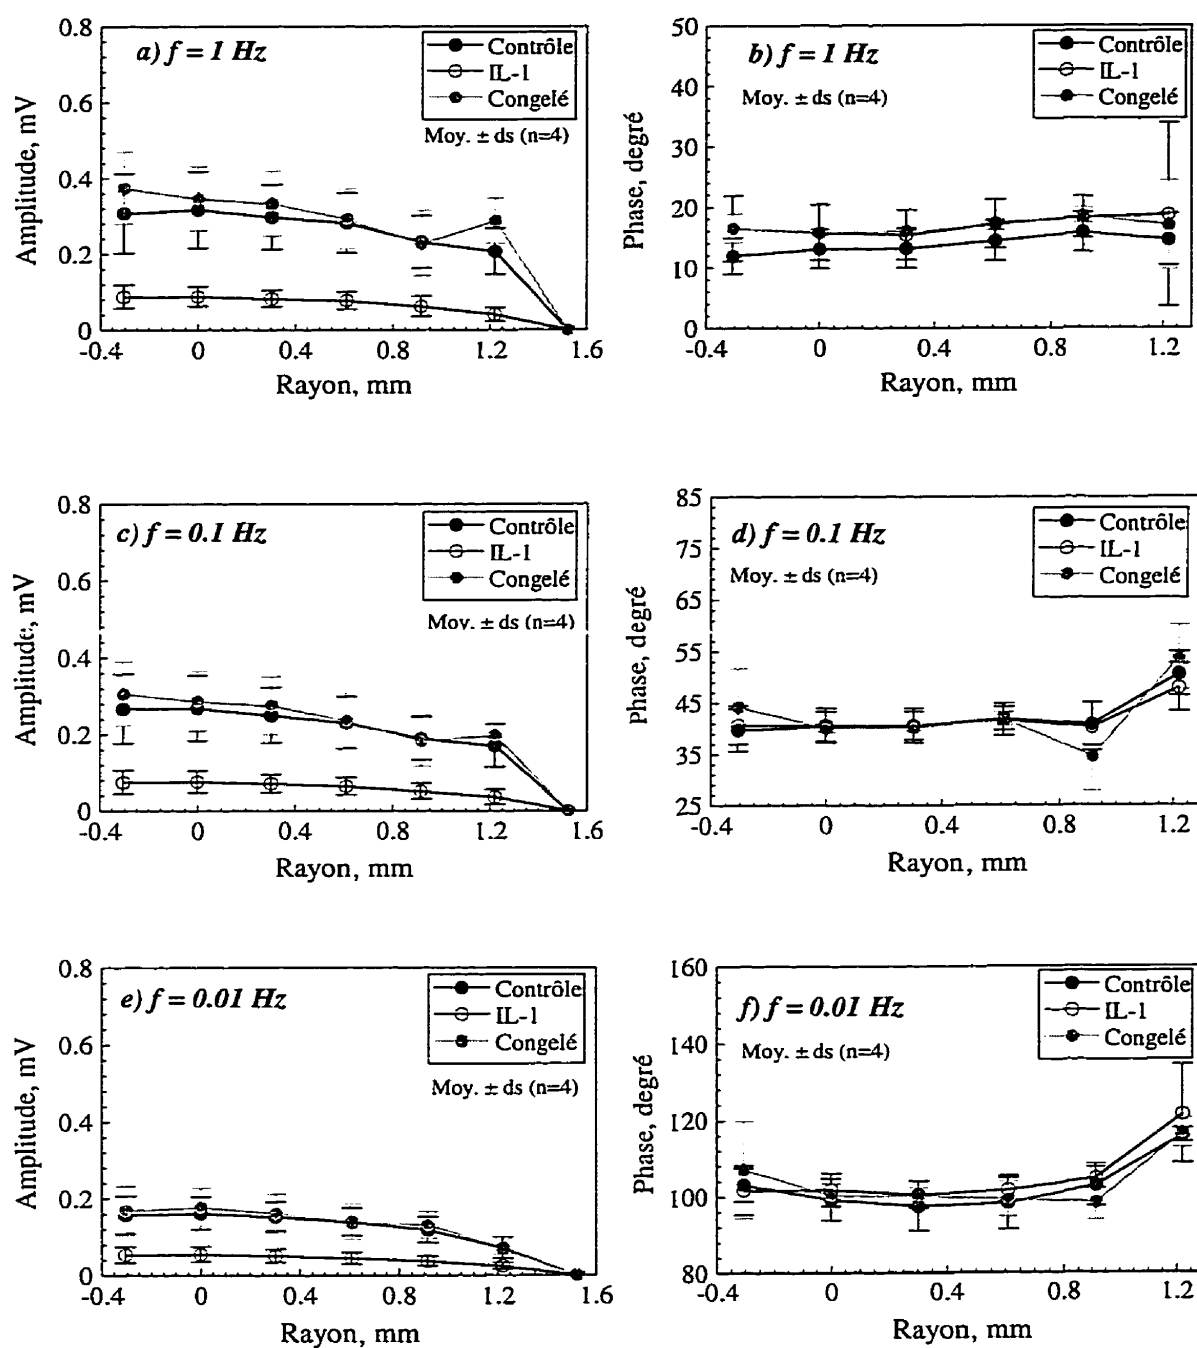 a) f = 1 Hz
Contrôle
IL-1
Congelé
Moy. ± ds (n=4)
Amplitude, mV
0.8
0.6
0.4
0.2
0
-0.4 0 0.4 0.8 1.2 1.6
Rayon, mm
b) f = 1 Hz
Contrôle
IL-1
Congelé
Moy. ± ds (n=4)
Phase, degré
50
40
30
20
10
0
-0.4 0 0.4 0.8 1.2
Rayon, mm
c) f = 0.1 Hz
Contrôle
IL-1
Congelé
Moy. ± ds (n=4)
Amplitude, mV
0.8
0.6
0.4
0.2
0
-0.4 0 0.4 0.8 1.2 1.6
Rayon, mm
d) f = 0.1 Hz
Contrôle
IL-1
Congelé
Moy. ± ds (n=4)
Phase, degré
85
75
65
55
45
35
25
-0.4 0 0.4 0.8 1.2
Rayon, mm
e) f = 0.01 Hz
Contrôle
IL-1
Congelé
Moy. ± ds (n=4)
Amplitude, mV
0.8
0.6
0.4
0.2
0
-0.4 0 0.4 0.8 1.2 1.6
Rayon, mm
f) f = 0.01 Hz
Contrôle
IL-1
Congelé
Moy. ± ds (n=4)
Phase, degré
160
140
120
100
80
-0.4 0 0.4 0.8 1.2
Rayon, mm